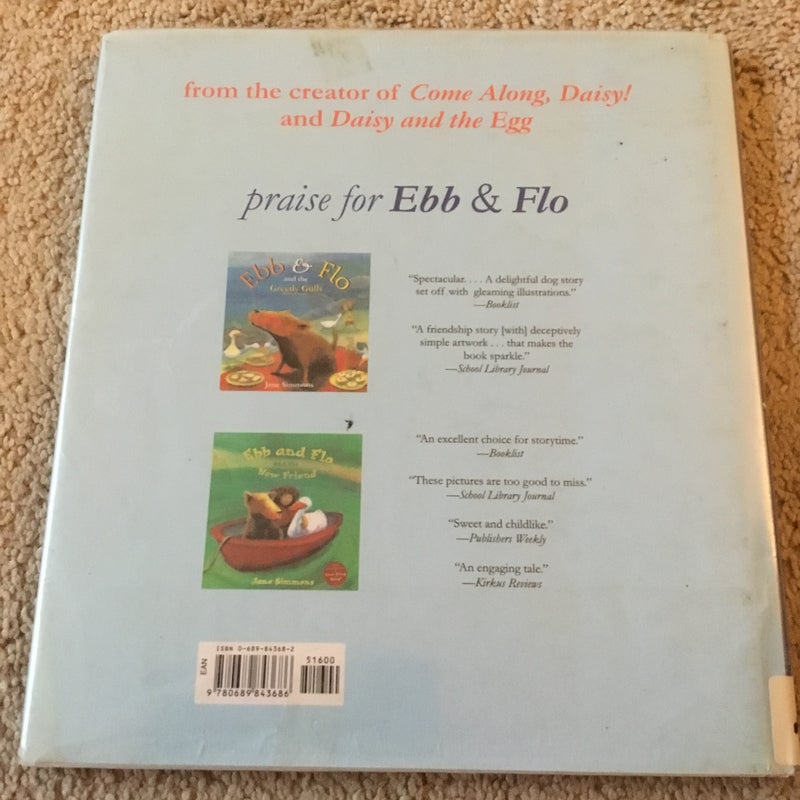 from the creator of Come Along, Daisy!
and Daisy and the Egg
praise for Ebb & Flo
Ebb & Flo
and the
Greedy Gulls
Jane Simmons
“Spectacular. . . . A delightful dog story
set off with gleaming illustrations.”
—Booklist
“A friendship story [with] deceptively
simple artwork . . . that makes the
book sparkle.”
—School Library Journal
Ebb and Flo
New Friend
Jane Simmons
“An excellent choice for storytime.”
—Booklist
“These pictures are too good to miss.”
—School Library Journal
“Sweet and childlike.”
—Publishers Weekly
“An engaging tale.”
—Kirkus Reviews
ISBN 0-689-84368-2
51600
EAN
9 780689 843686